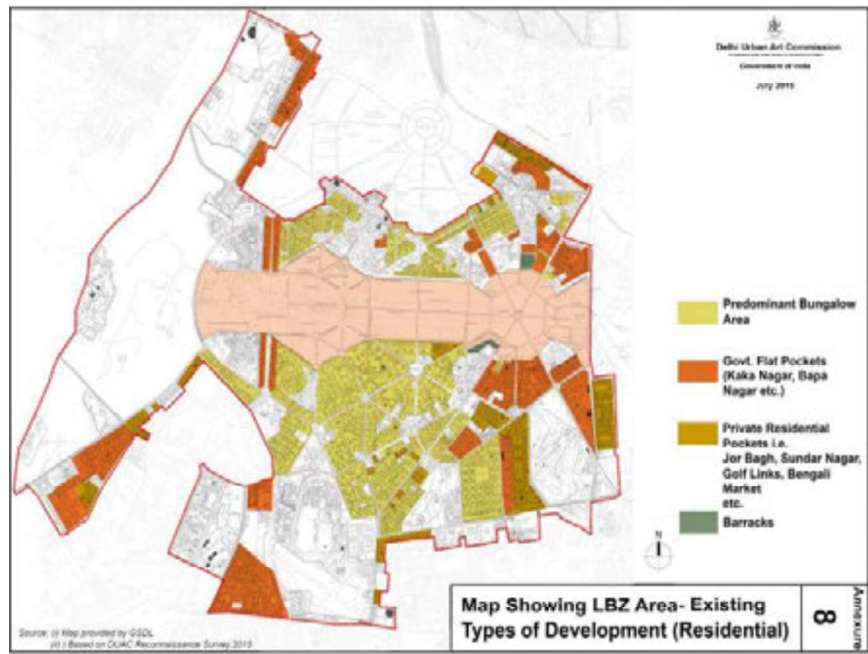 Delhi Urban Art Commission
Government of India
July 2015
Predominant Bungalow
Area
Govt. Flat Pockets
(Kaka Nagar, Bapa
Nagar etc.)
Private Residential
Pockets i.e.
Jor Bagh, Sundar Nagar,
Golf Links, Bengali
Market
etc.
Barracks
N
Map Showing LBZ Area- Existing
Types of Development (Residential)
8
Annexure
Source: (i) Map provided by GSDL
(ii) Based on DUAC Reconnaissance Survey 2015